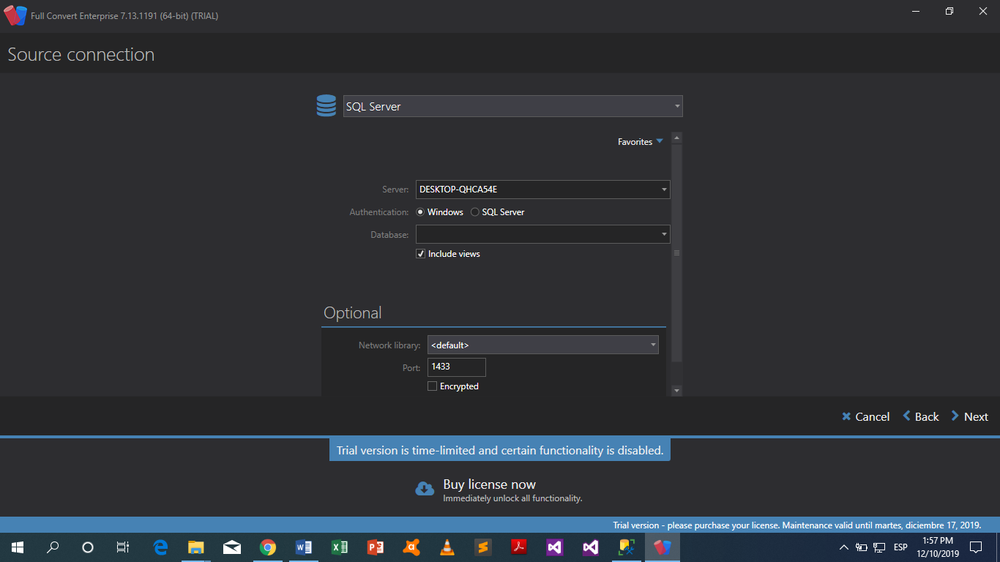 Full Convert Enterprise 7.13.1191 (64-bit) (TRIAL)
Source connection
SQL Server
Favorites
Server: DESKTOP-QHCA54E
Authentication: Windows SQL Server
Database:
Include views
Optional
Network library: <default>
Port: 1433
Encrypted
Cancel Back Next
Trial version is time-limited and certain functionality is disabled.
Buy license now
Immediately unlock all functionality.
Trial version - please purchase your license. Maintenance valid until martes, diciembre 17, 2019.
1:57 PM
ESP
12/10/2019